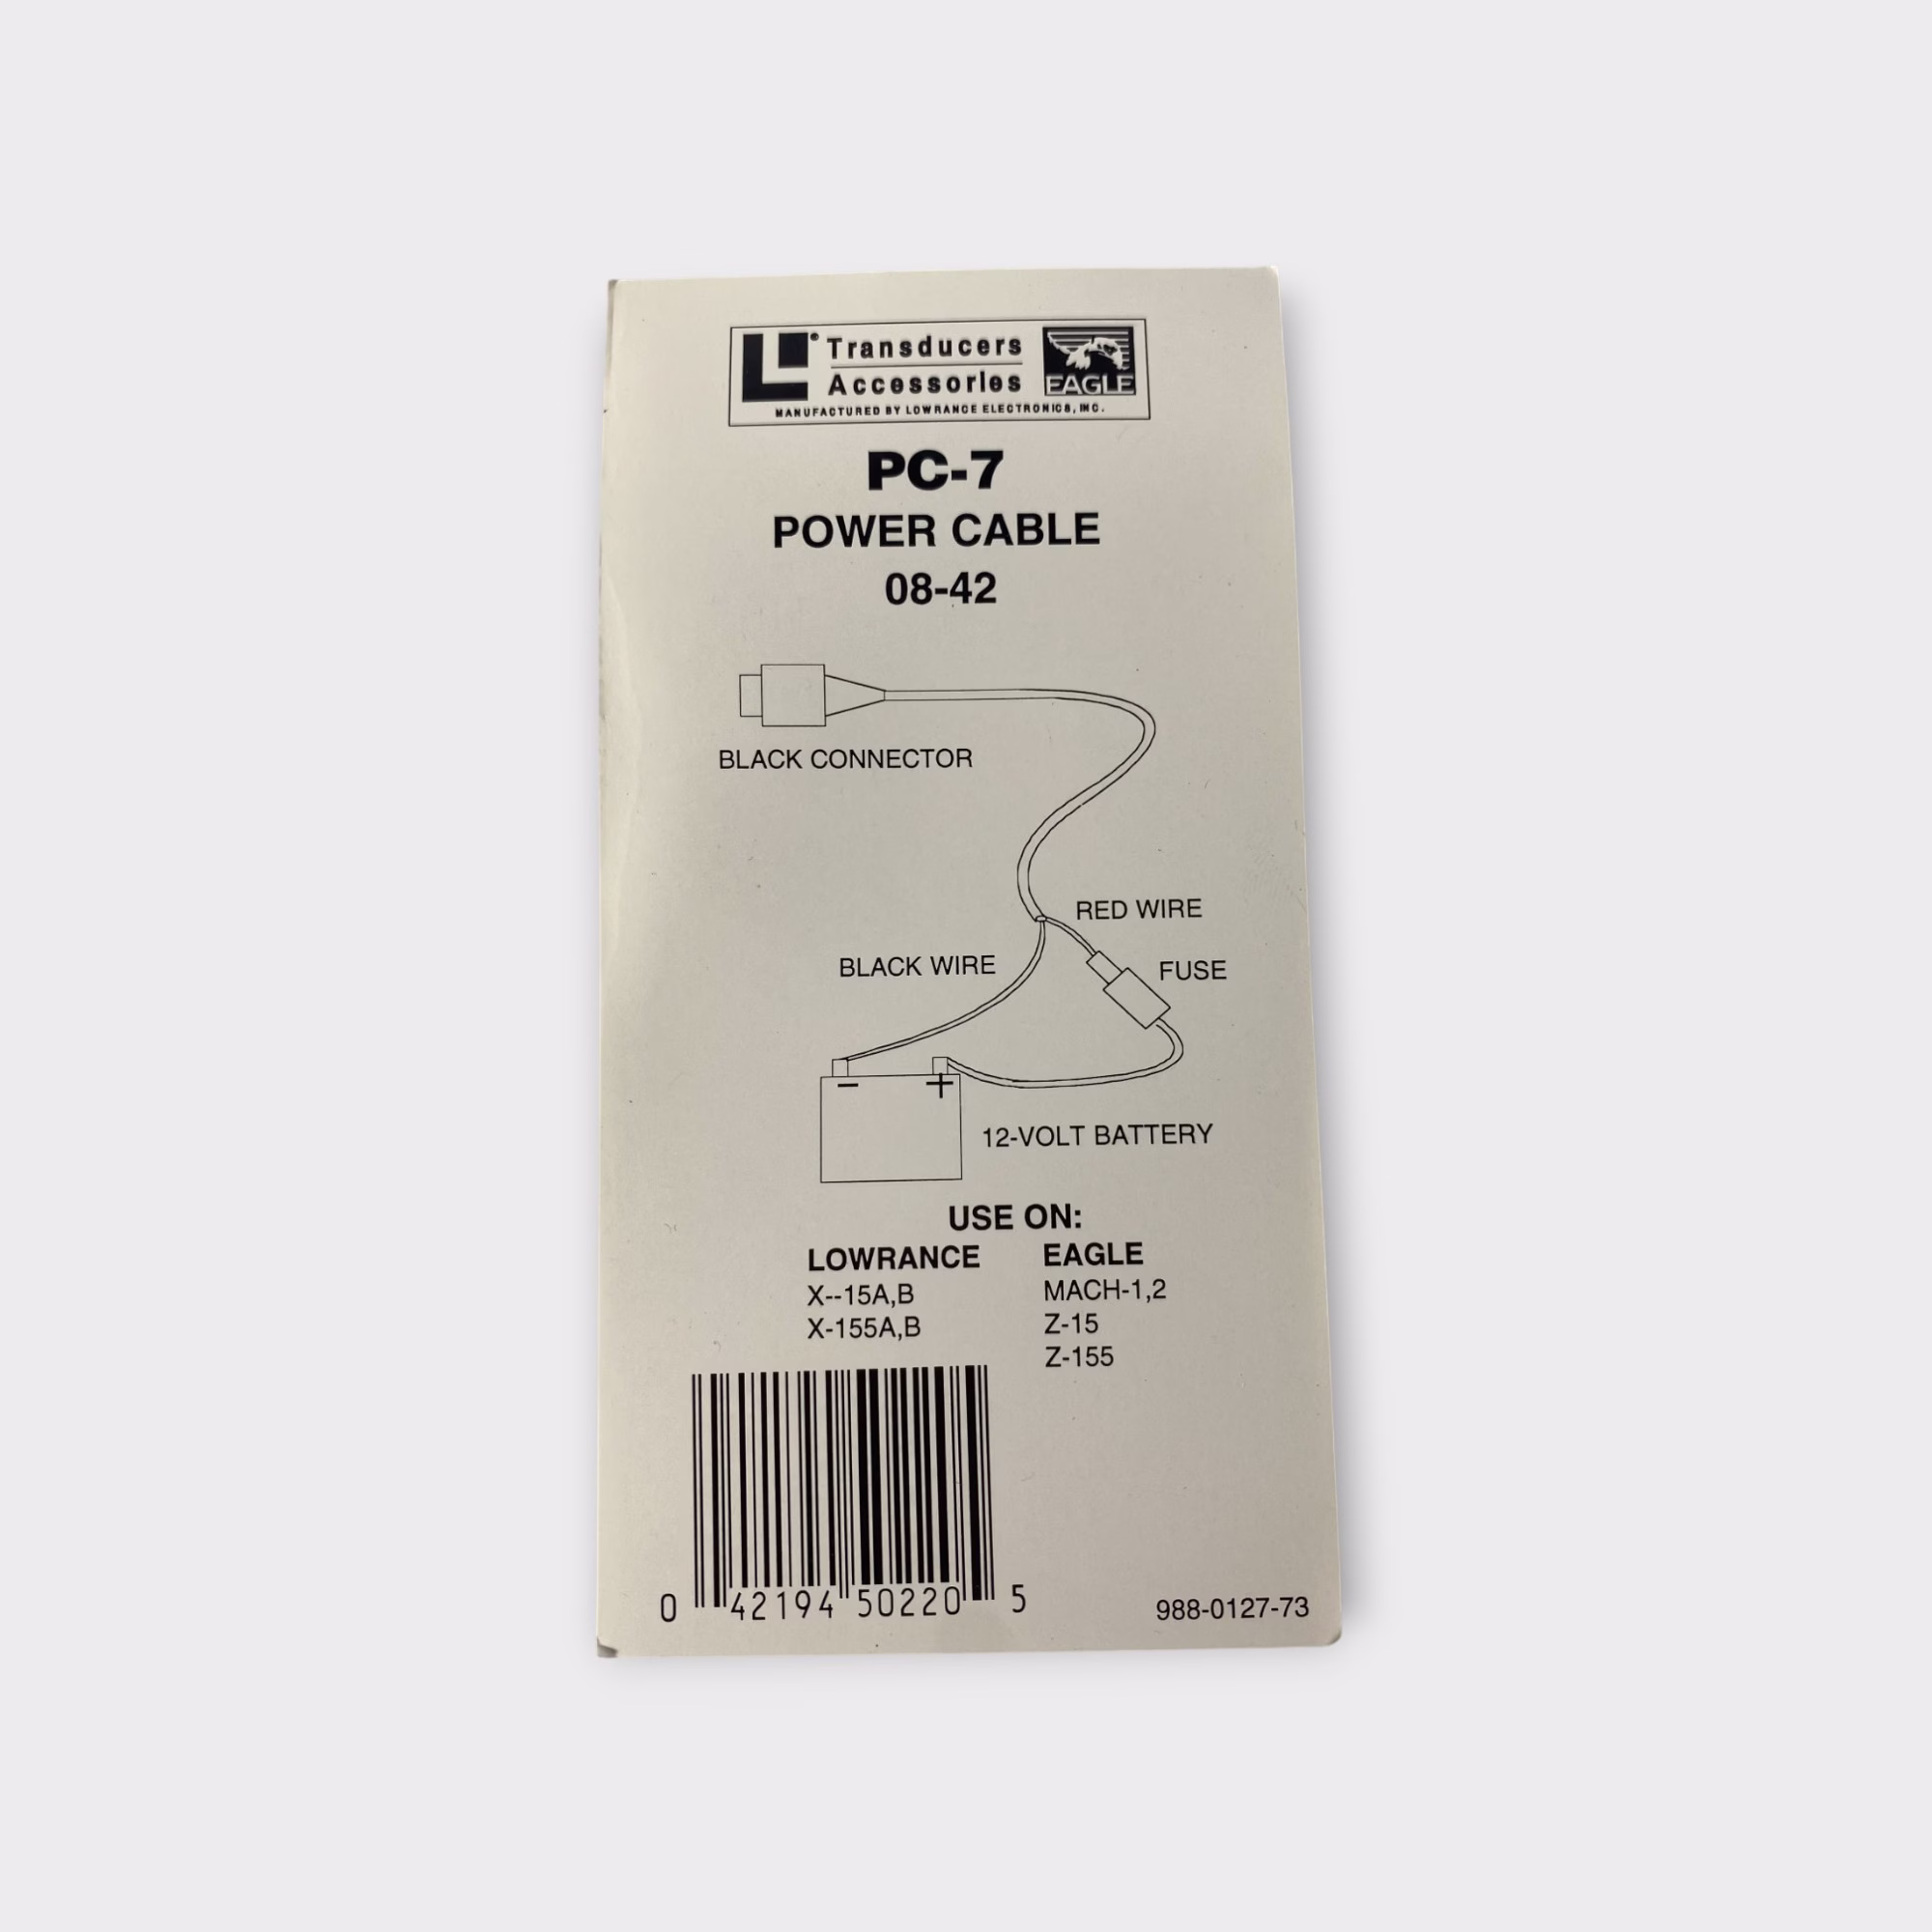 L® Transducers
Accessories
EAGLE
MANUFACTURED BY LOWRANCE ELECTRONICS, INC.
PC-7
POWER CABLE
08-42
BLACK CONNECTOR
RED WIRE
BLACK WIRE
FUSE
- +
12-VOLT BATTERY
USE ON:
LOWRANCE EAGLE
X--15A,B MACH-1,2
X-155A,B Z-15
Z-155
0 42194 50220 5
988-0127-73